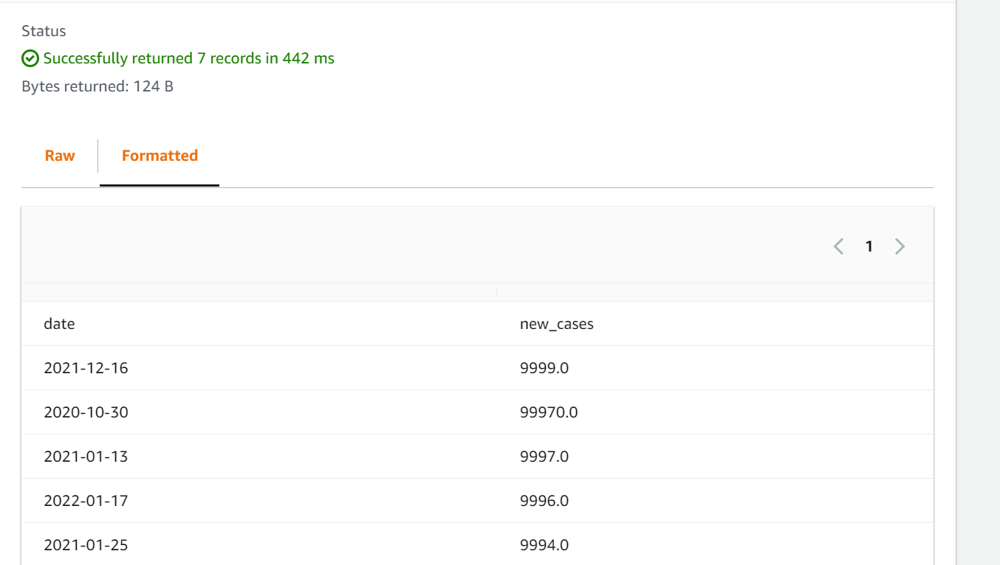 Status
Successfully returned 7 records in 442 ms
Bytes returned: 124 B
Raw Formatted
1
date new_cases
2021-12-16 9999.0
2020-10-30 99970.0
2021-01-13 9997.0
2022-01-17 9996.0
2021-01-25 9994.0